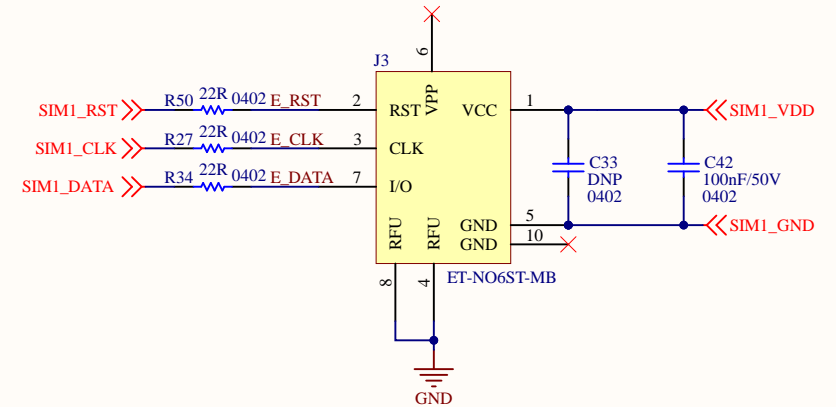 6
J3
VPP
SIM1_RST R50 22R 0402 E_RST 2 RST VCC 1 SIM1_VDD
SIM1_CLK R27 22R 0402 E_CLK 3 CLK
SIM1_DATA R34 22R 0402 E_DATA 7 I/O
C33
DNP
0402
C42
100nF/50V
0402
RFU RFU GND 5 SIM1_GND
GND 10
8 4 ET-NO6ST-MB
GND